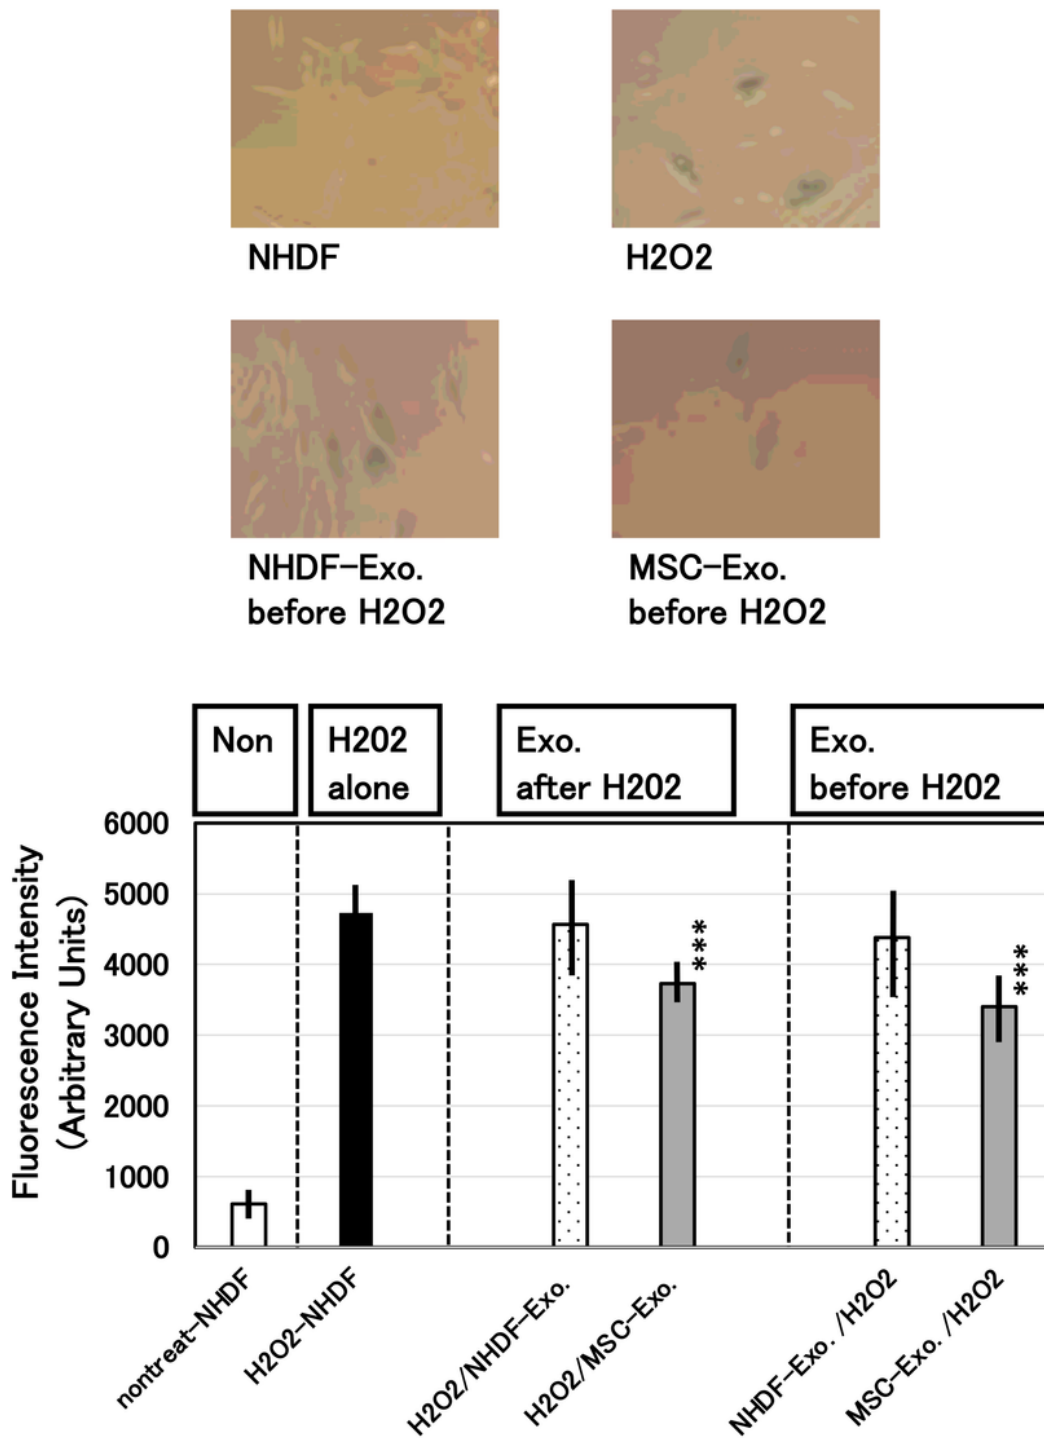 NHDF
H2O2
NHDF-Exo.
before H2O2
MSC-Exo.
before H2O2
Non
H202
alone
Exo.
after H202
Exo.
before H202
Fluorescence Intensity
(Arbitrary Units)
6000
5000
4000
3000
2000
1000
0
***
***
nontreat-NHDF
H2O2-NHDF
H2O2/NHDF-Exo.
H2O2/MSC-Exo.
NHDF-Exo. /H2O2
MSC-Exo. /H2O2